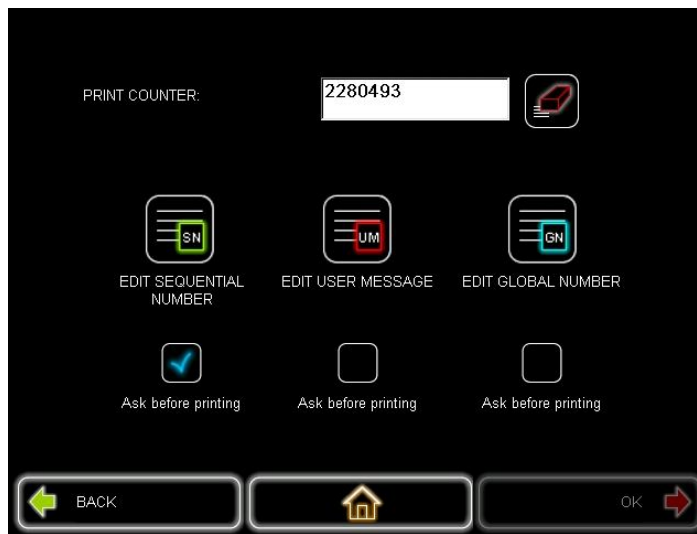 PRINT COUNTER: 2280493
SN UM GN
EDIT SEQUENTIAL NUMBER
EDIT USER MESSAGE
EDIT GLOBAL NUMBER
Ask before printing
Ask before printing
Ask before printing
BACK
OK